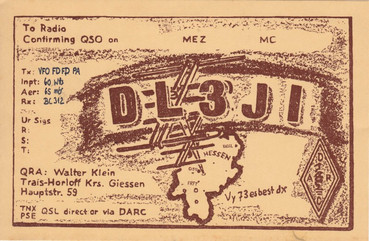 To Radio
Confirming QSO on MEZ MC
Tx: VFO FD FD PA
Inpt: 60 wtt
Aer: 65 mtr
Rx: BC 312
DL3JI
Ur Sigs
R:
S:
T:
HESSEN
QRA: Walter Klein
Trais-Horloff Krs. Giessen
Hauptstr. 59
Vy 73 es best dx
DARC
TNX
PSE QSL direct or via DARC